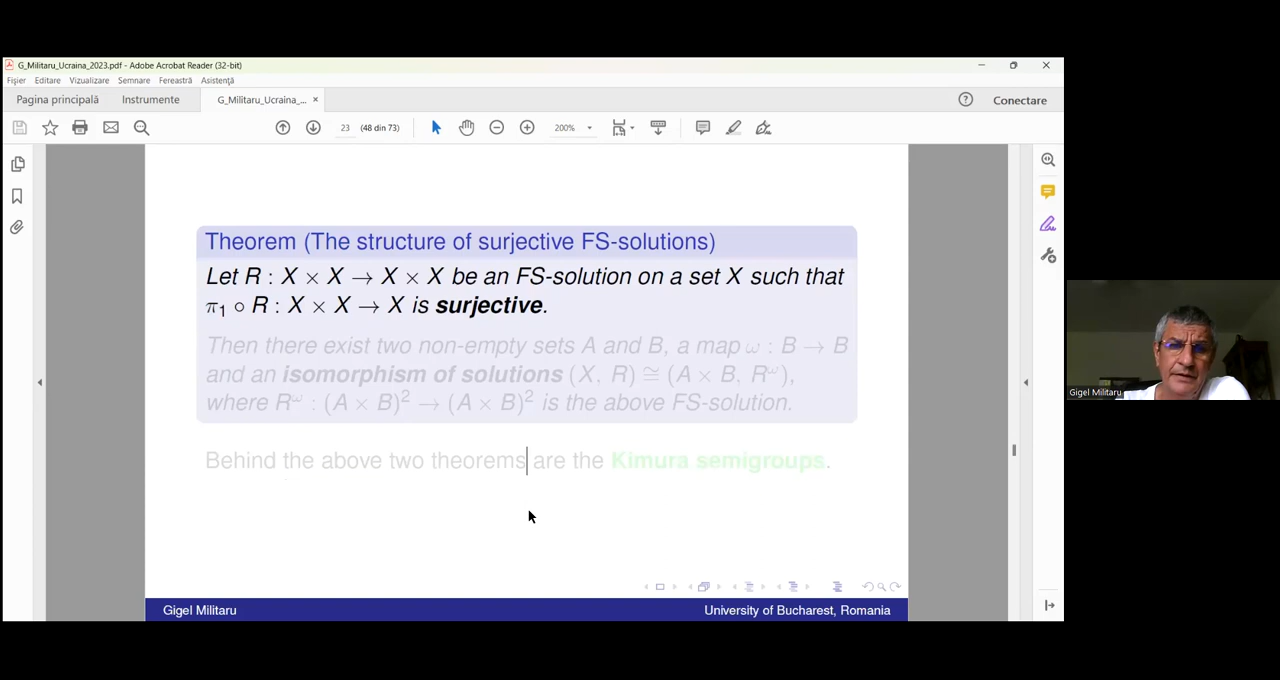 G_Militaru_Ucraina_2023.pdf - Adobe Acrobat Reader (32-bit)
Fișier Editare Vizualizare Semnare Fereastră Asistență
Pagina principală Instrumente G_Militaru_Ucraina_... × Conectare
23 (48 din 73) 200%
Theorem (The structure of surjective FS-solutions)
Let R : X × X → X × X be an FS-solution on a set X such that
π₁ ∘ R : X × X → X is surjective.
Then there exist two nonempty sets A and B, a map ω : B → B
and an isomorphism of solutions (X, R) ≅ (A × B, R^ω),
where R^ω : (A × B)² → (A × B)² is the above FS-solution.
Behind the above two theorems are the Kimura semigroups.
Gigel Militaru University of Bucharest, Romania
Gigel Militaru